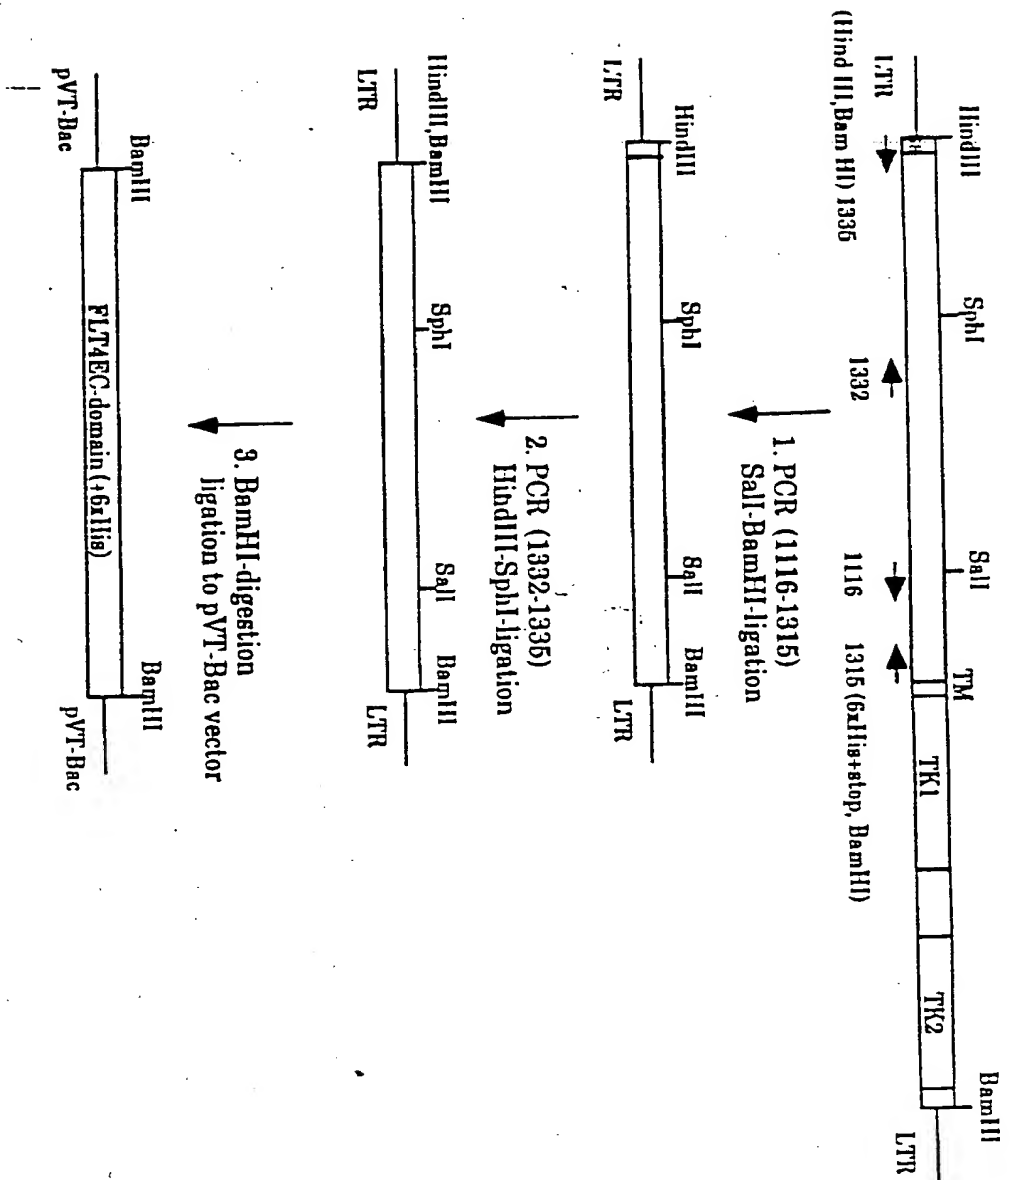 HindIII
SphI
SalI
TM
BamHI
LTR
TK1
TK2
LTR
(Hind III, Bam HI) 1335
1332
1116
1315 (6xHis+stop, BamHI)
1. PCR (1116-1315)
SalI-BamHI-ligation
HindIII
SphI
SalI
BamHI
LTR
LTR
2. PCR (1332-1335)
HindIII-SphI-ligation
HindIII,BamHI
SphI
SalI
BamHI
LTR
LTR
3. BamHI-digestion
ligation to pVT-Bac vector
BamHI
BamHI
FLT4EC-domain (+6xHis)
pVT-Bac
pVT-Bac